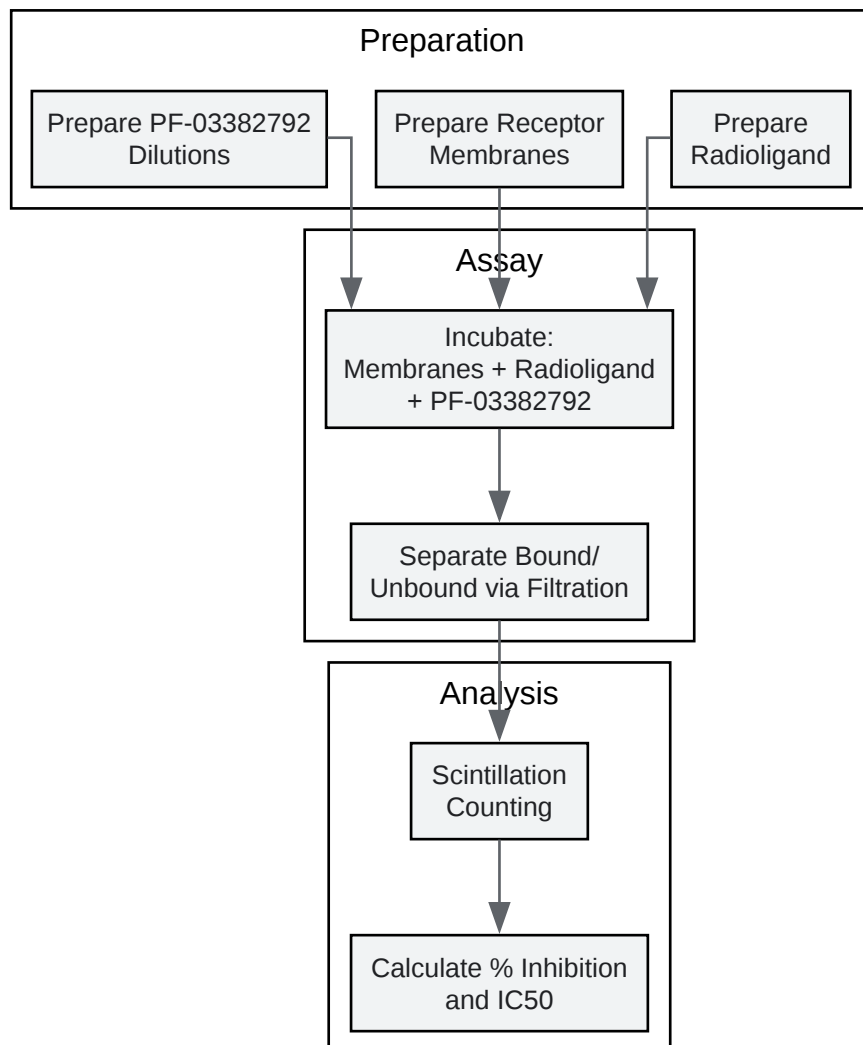 Preparation
Prepare PF-03382792
Dilutions
Prepare Receptor
Membranes
Prepare
Radioligand
Assay
Incubate:
Membranes + Radioligand
+ PF-03382792
Separate Bound/
Unbound via Filtration
Analysis
Scintillation
Counting
Calculate % Inhibition
and IC50